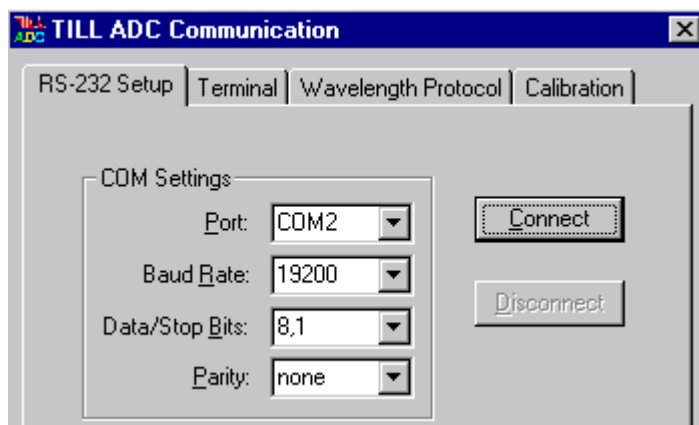 TILL ADC TILL ADC Communication
RS-232 Setup Terminal Wavelength Protocol Calibration
COM Settings
Port: COM2 Connect
Baud Rate: 19200
Disconnect
Data/Stop Bits: 8,1
Parity: none